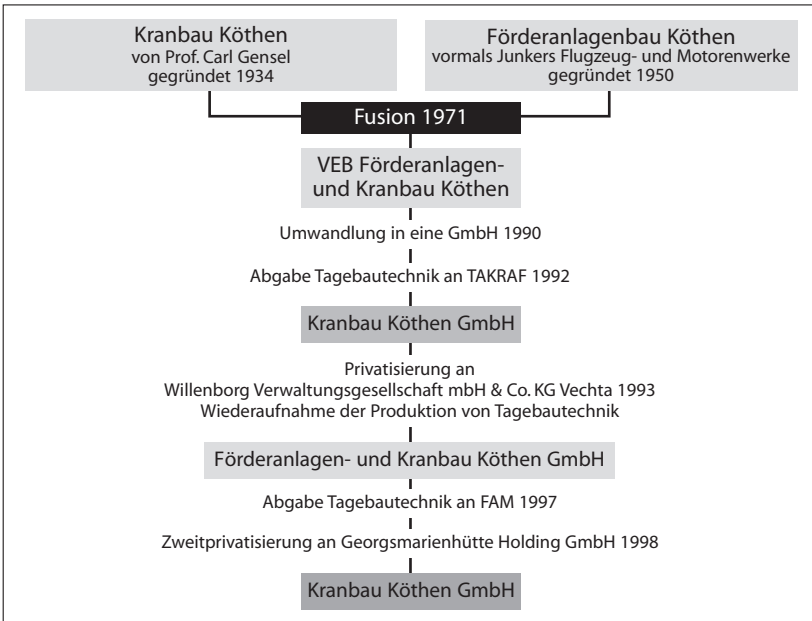 Kranbau Köthen
von Prof. Carl Gensel
gegründet 1934
Förderanlagenbau Köthen
vormals Junkers Flugzeug- und Motorenwerke
gegründet 1950
Fusion 1971
VEB Förderanlagen-
und Kranbau Köthen
Umwandlung in eine GmbH 1990
Abgabe Tagebautechnik an TAKRAF 1992
Kranbau Köthen GmbH
Privatisierung an
Willenborg Verwaltungsgesellschaft mbH & Co. KG Vechta 1993
Wiederaufnahme der Produktion von Tagebautechnik
Förderanlagen- und Kranbau Köthen GmbH
Abgabe Tagebautechnik an FAM 1997
Zweitprivatisierung an Georgsmarienhütte Holding GmbH 1998
Kranbau Köthen GmbH